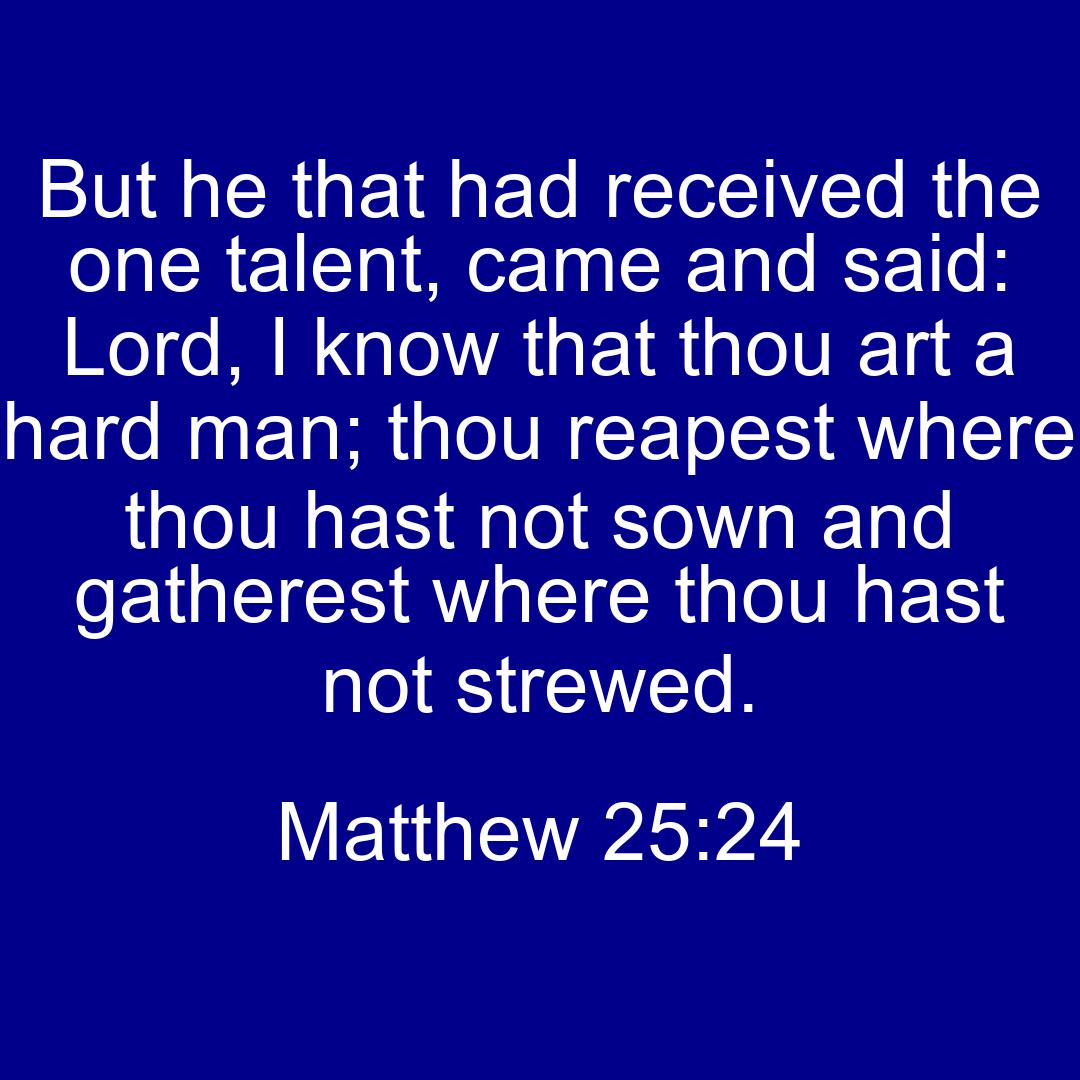 But he that had received the
one talent, came and said:
Lord, I know that thou art a
hard man; thou reapest where
thou hast not sown and
gatherest where thou hast
not strewed.
Matthew 25:24